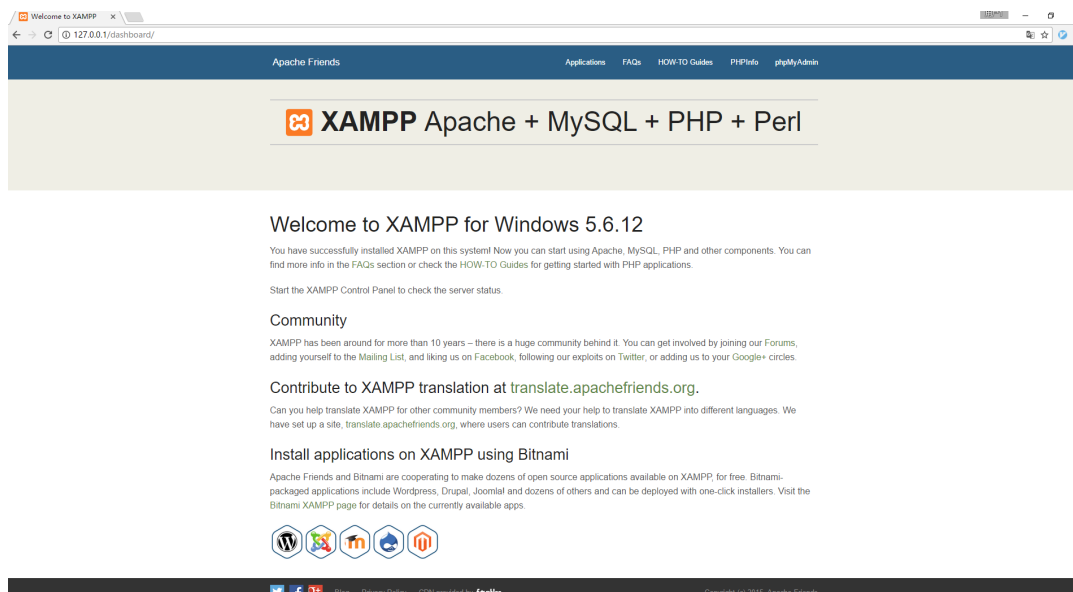 Welcome to XAMPP
127.0.0.1/dashboard/
Apache Friends
Applications FAQs HOW-TO Guides PHPInfo phpMyAdmin
XAMPP Apache + MySQL + PHP + Perl
Welcome to XAMPP for Windows 5.6.12
You have successfully installed XAMPP on this system! Now you can start using Apache, MySQL, PHP and other components. You can
find more info in the FAQs section or check the HOW-TO Guides for getting started with PHP applications.
Start the XAMPP Control Panel to check the server status.
Community
XAMPP has been around for more than 10 years – there is a huge community behind it. You can get involved by joining our Forums,
adding yourself to the Mailing List, and liking us on Facebook, following our exploits on Twitter, or adding us to your Google+ circles.
Contribute to XAMPP translation at translate.apachefriends.org.
Can you help translate XAMPP for other community members? We need your help to translate XAMPP into different languages. We
have set up a site, translate.apachefriends.org, where users can contribute translations.
Install applications on XAMPP using Bitnami
Apache Friends and Bitnami are cooperating to make dozens of open source applications available on XAMPP, for free. Bitnami-
packaged applications include Wordpress, Drupal, Joomla! and dozens of others and can be deployed with one-click installers. Visit the
Bitnami XAMPP page for details on the currently available apps.
Blog Privacy Policy CDN provided by fastly
Copyright (c) 2015, Apache Friends